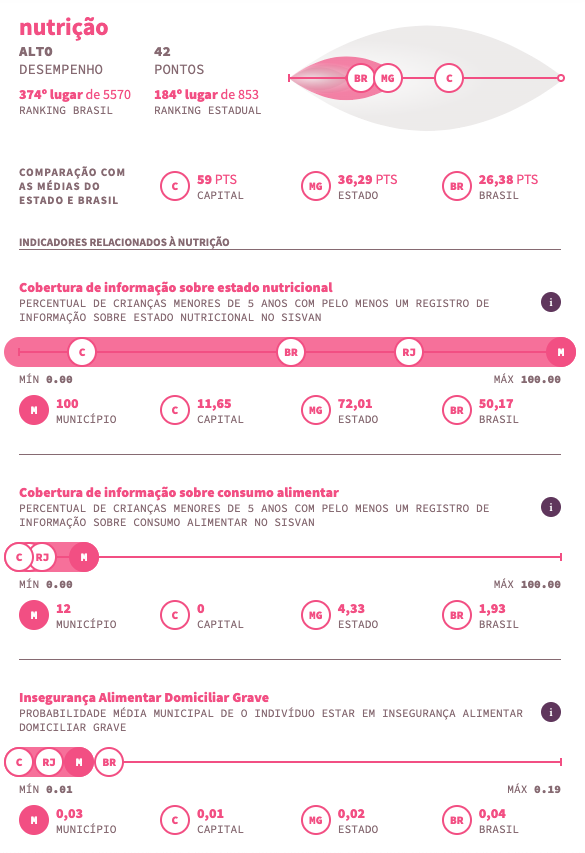 nutrição
ALTO
DESEMPENHO
42
PONTOS
374º lugar de 5570
RANKING BRASIL
184º lugar de 853
RANKING ESTADUAL
BR MG C
COMPARAÇÃO COM
AS MÉDIAS DO
ESTADO E BRASIL
C 59 PTS
CAPITAL
MG 36,29 PTS
ESTADO
BR 26,38 PTS
BRASIL
INDICADORES RELACIONADOS À NUTRIÇÃO
Cobertura de informação sobre estado nutricional
PERCENTUAL DE CRIANÇAS MENORES DE 5 ANOS COM PELO MENOS UM REGISTRO DE
INFORMAÇÃO SOBRE ESTADO NUTRICIONAL NO SISVAN
i
C BR RJ M
MÍN 0.00 MÁX 100.00
M 100
MUNICÍPIO
C 11,65
CAPITAL
MG 72,01
ESTADO
BR 50,17
BRASIL
Cobertura de informação sobre consumo alimentar
PERCENTUAL DE CRIANÇAS MENORES DE 5 ANOS COM PELO MENOS UM REGISTRO DE
INFORMAÇÃO SOBRE CONSUMO ALIMENTAR NO SISVAN
i
C RJ M
MÍN 0.00 MÁX 100.00
M 12
MUNICÍPIO
C 0
CAPITAL
MG 4,33
ESTADO
BR 1,93
BRASIL
Insegurança Alimentar Domiciliar Grave
PROBABILIDADE MÉDIA MUNICIPAL DE O INDIVÍDUO ESTAR EM INSEGURANÇA ALIMENTAR
DOMICILIAR GRAVE
i
C RJ M BR
MÍN 0.01 MÁX 0.19
M 0,03
MUNICÍPIO
C 0,01
CAPITAL
MG 0,02
ESTADO
BR 0,04
BRASIL